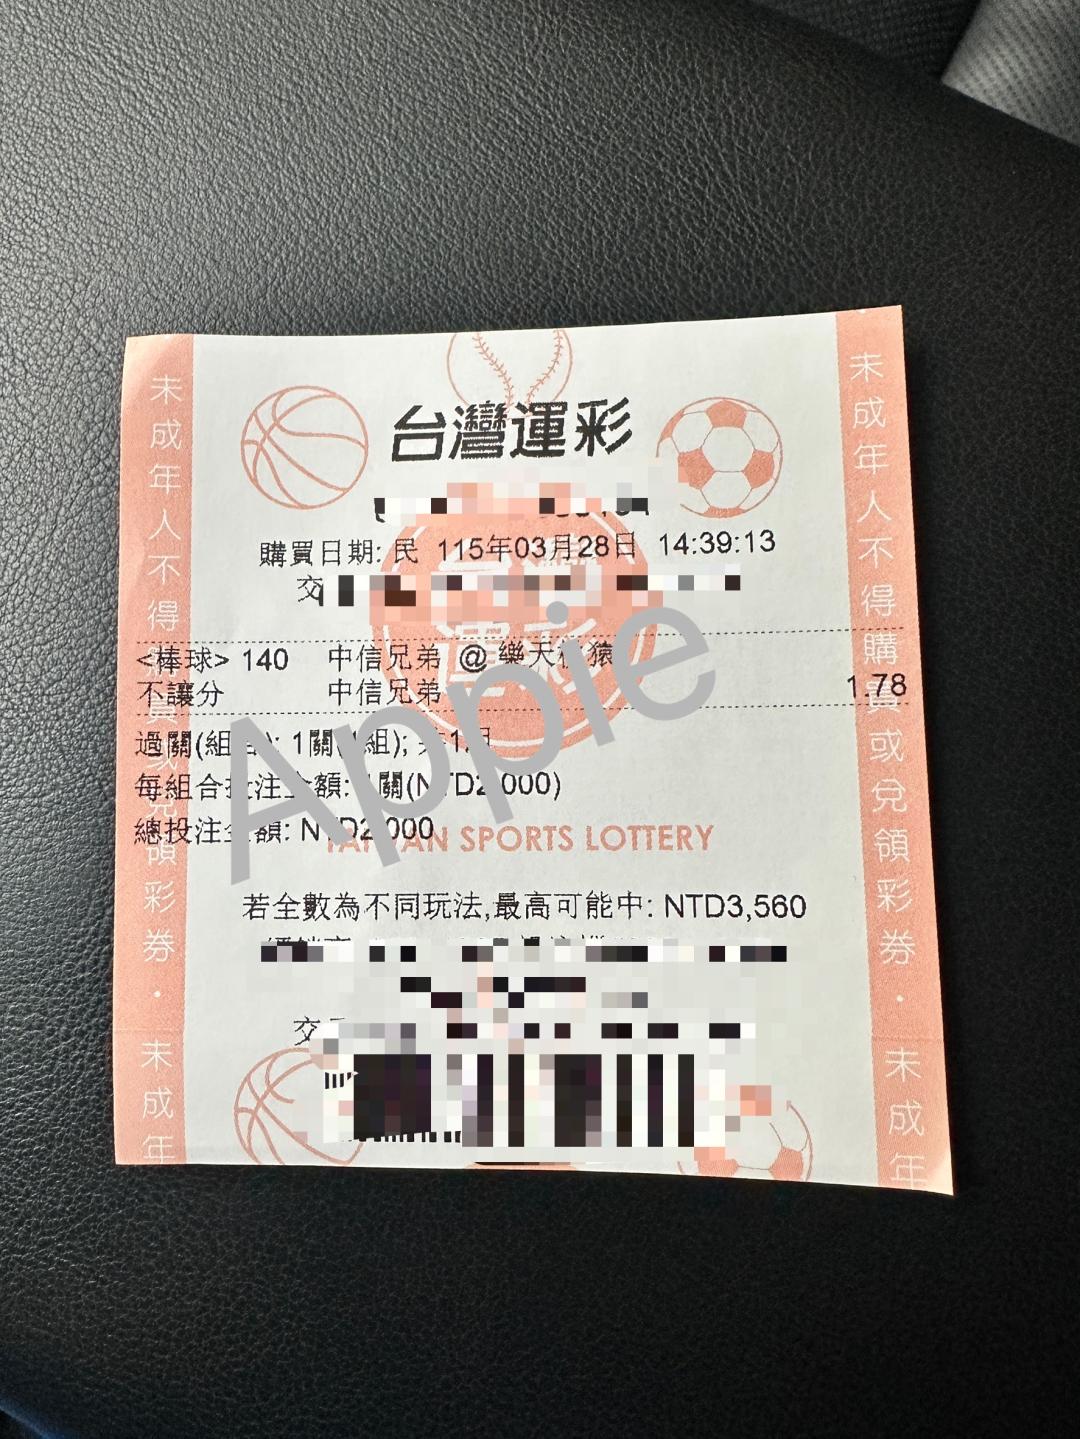 台灣運彩
購買日期: 民 115年03月28日 14:39:13
交
<棒球> 140 中信兄弟 @ 樂天桃猿
不讓分 中信兄弟 1.78
過關(組合): 1關(1組); 共1組
每組合投注金額: 1關(NTD2,000)
總投注金額: NTD2,000
TAIWAN SPORTS LOTTERY
若全數為不同玩法,最高可能中: NTD3,560
交
未成年人不得購買或兌領彩券・未成年
未成年人不得購買或兌領彩券・未成年
Appie